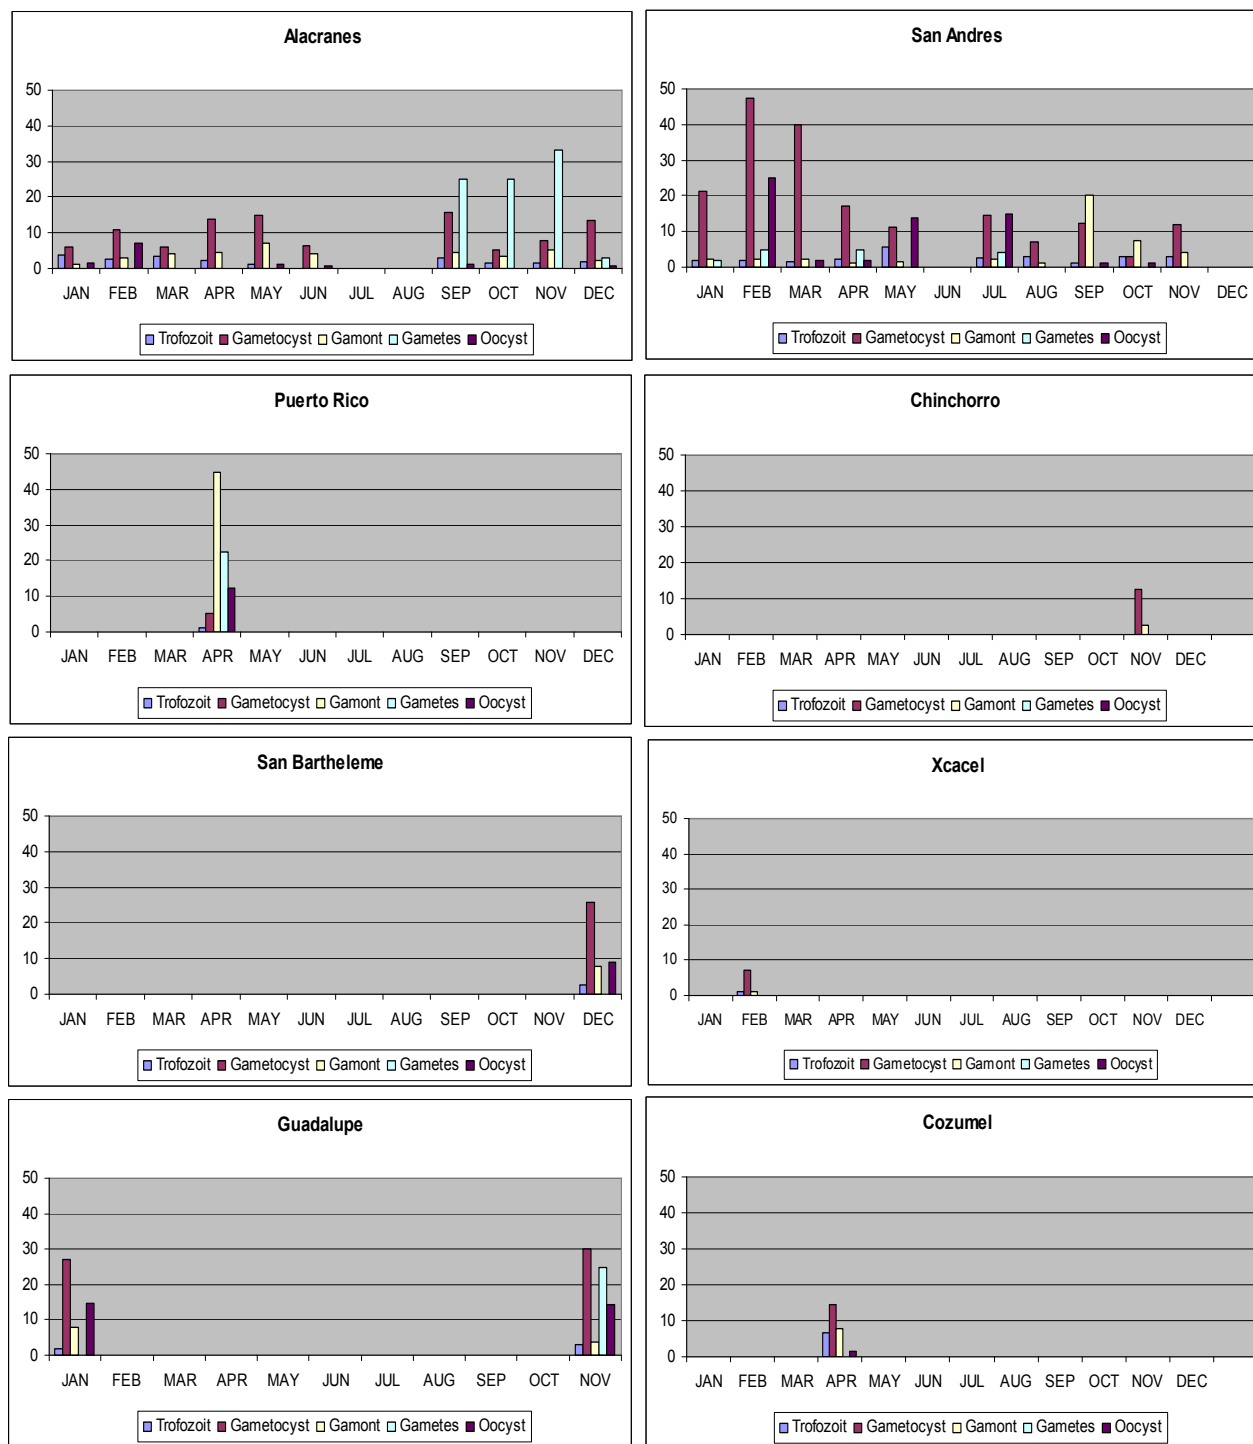 Alacranes
50
40
30
20
10
0
JAN FEB MAR APR MAY JUN JUL AUG SEP OCT NOV DEC
Trofozoit Gametocyst Gamont Gametes Oocyst
San Andres
50
40
30
20
10
0
JAN FEB MAR APR MAY JUN JUL AUG SEP OCT NOV DEC
Trofozoit Gametocyst Gamont Gametes Oocyst
Puerto Rico
50
40
30
20
10
0
JAN FEB MAR APR MAY JUN JUL AUG SEP OCT NOV DEC
Trofozoit Gametocyst Gamont Gametes Oocyst
Chinchorro
50
40
30
20
10
0
JAN FEB MAR APR MAY JUN JUL AUG SEP OCT NOV DEC
Trofozoit Gametocyst Gamont Gametes Oocyst
San Bartheleme
50
40
30
20
10
0
JAN FEB MAR APR MAY JUN JUL AUG SEP OCT NOV DEC
Trofozoit Gametocyst Gamont Gametes Oocyst
Xcacel
50
40
30
20
10
0
JAN FEB MAR APR MAY JUN JUL AUG SEP OCT NOV DEC
Trofozoit Gametocyst Gamont Gametes Oocyst
Guadalupe
50
40
30
20
10
0
JAN FEB MAR APR MAY JUN JUL AUG SEP OCT NOV
Trofozoit Gametocyst Gamont Gametes Oocyst
Cozumel
50
40
30
20
10
0
JAN FEB MAR APR MAY JUN JUL AUG SEP OCT NOV DEC
Trofozoit Gametocyst Gamont Gametes Oocyst